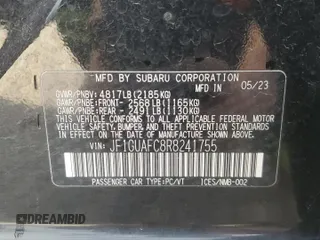 MFD BY SUBARU CORPORATION
05/23
GVWR/PNBV: 4817LB(2185KG)
GAWR/PNBE:FRONT- 2568LB(1165KG)
GAWR/PNBE:REAR - 2491LB(1130KG)
THIS VEHICLE CONFORMS TO ALL APPLICABLE FEDERAL MOTOR
VEHICLE SAFETY, BUMPER, AND THEFT PREVENTION
STANDARDS IN EFFECT ON THE DATE OF
MANUFACTURE SHOWN ABOVE.
VIN: JF1GUAFC8R8241755
PASSENGER CAR TYPE:PC/VT ICES/NMB-002
© DREAMBID